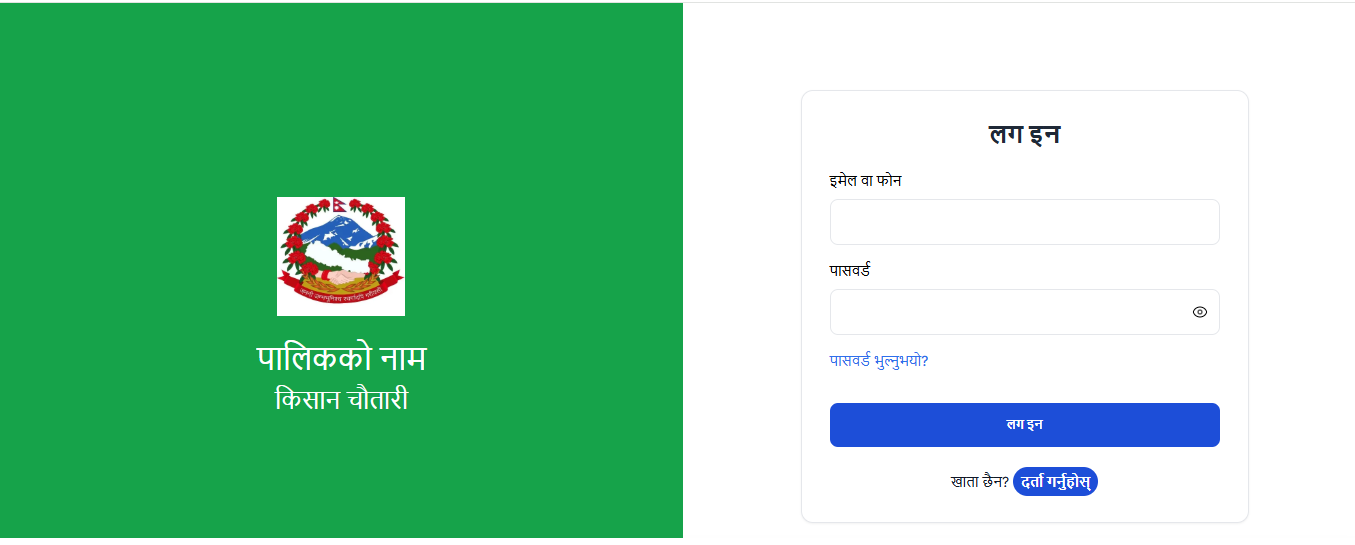 पालिकको नाम
किसान चौतारी
लग इन
इमेल वा फोन
पासवर्ड
पासवर्ड भुल्नुभयो?
लग इन
खाता छैन? दर्ता गर्नुहोस्